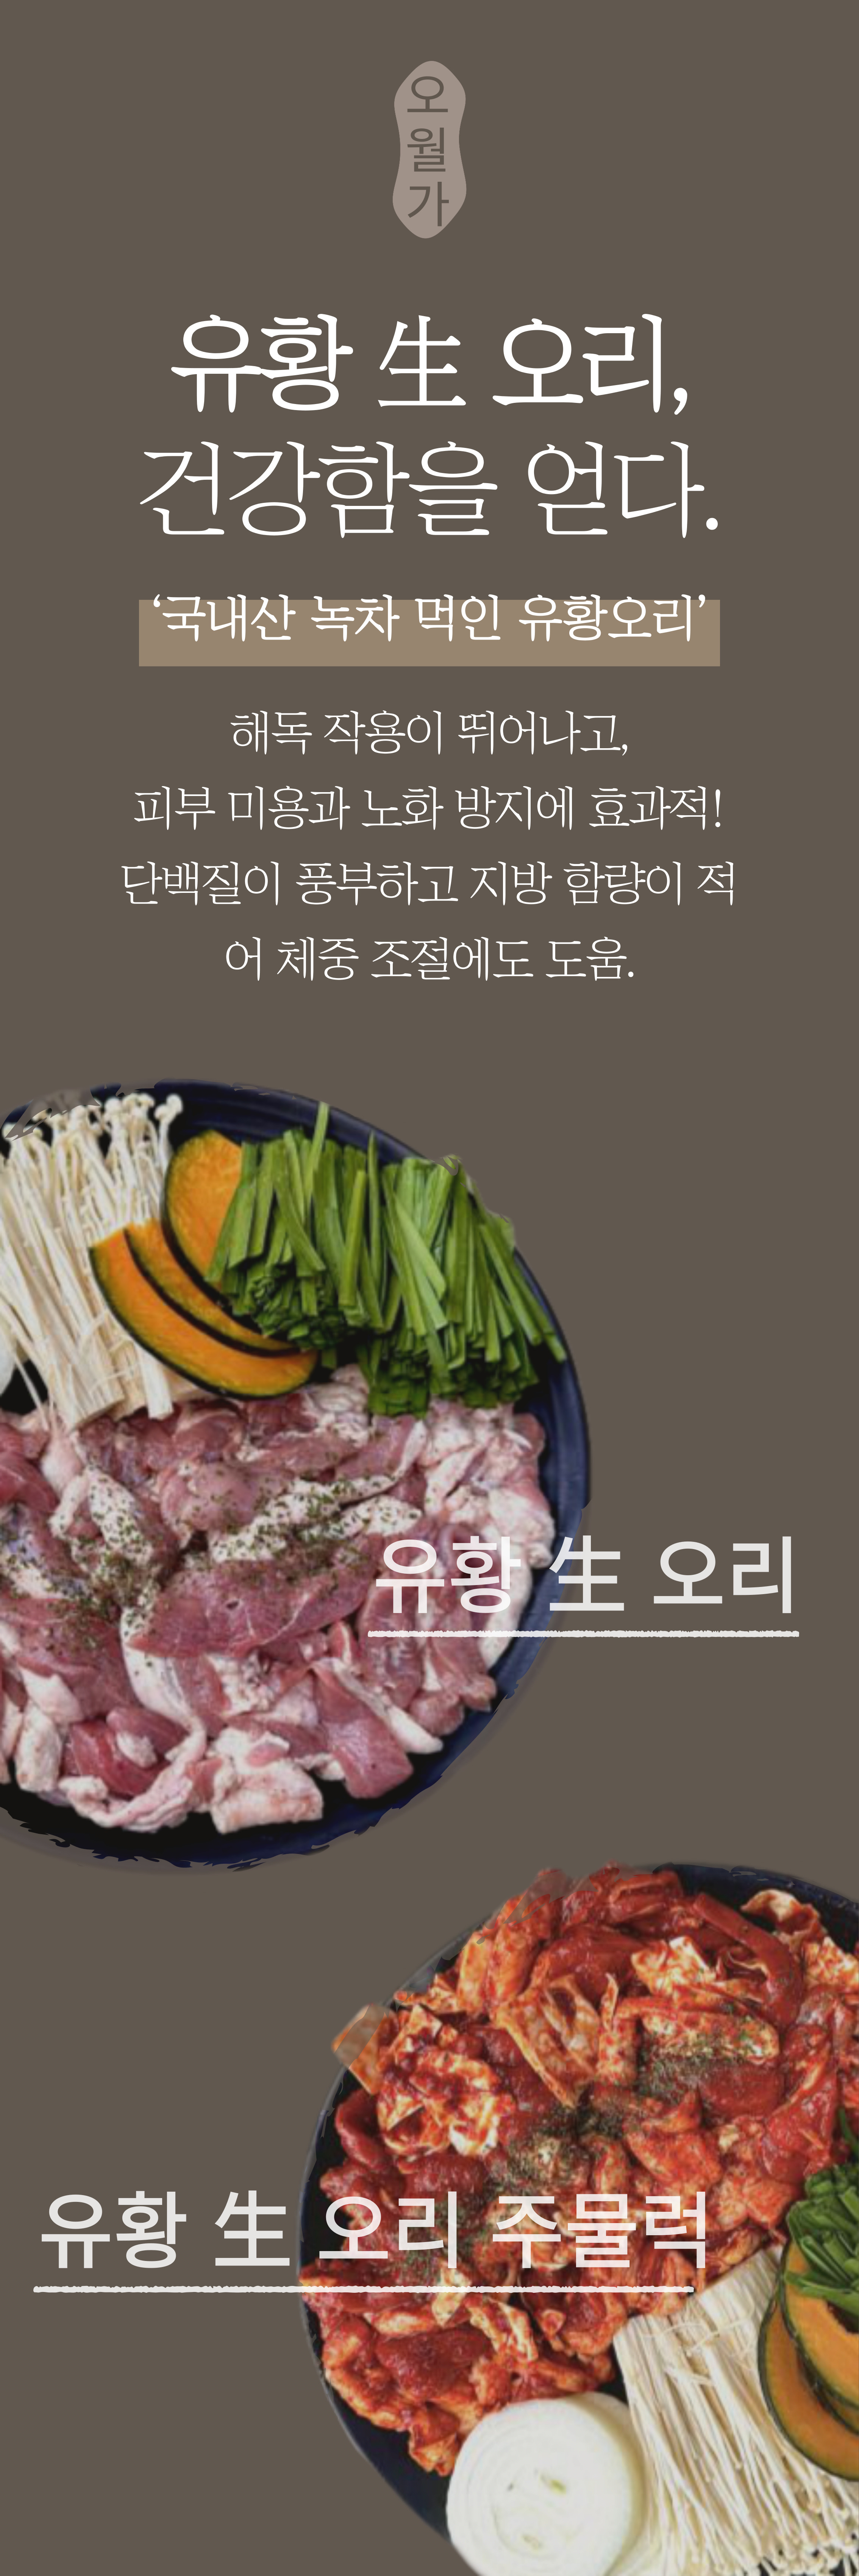 오
월
가
유황 生 오리,
건강함을 얻다.
‘국내산 녹차 먹인 유황오리’
해독 작용이 뛰어나고,
피부 미용과 노화 방지에 효과적!
단백질이 풍부하고 지방 함량이 적
어 체중 조절에도 도움.
유황 生 오리
유황 生 오리 주물럭